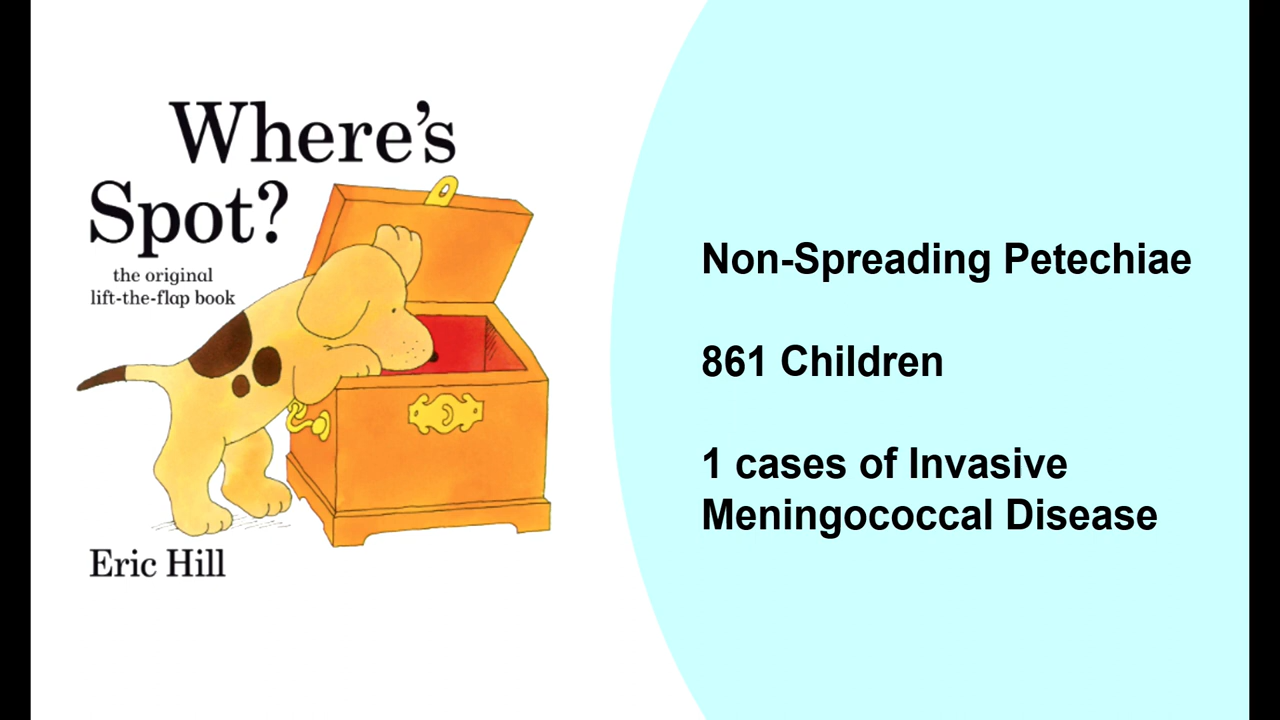 Where's
Spot?
the original
lift-the-flap book
Eric Hill
Non-Spreading Petechiae
861 Children
1 cases of Invasive
Meningococcal Disease